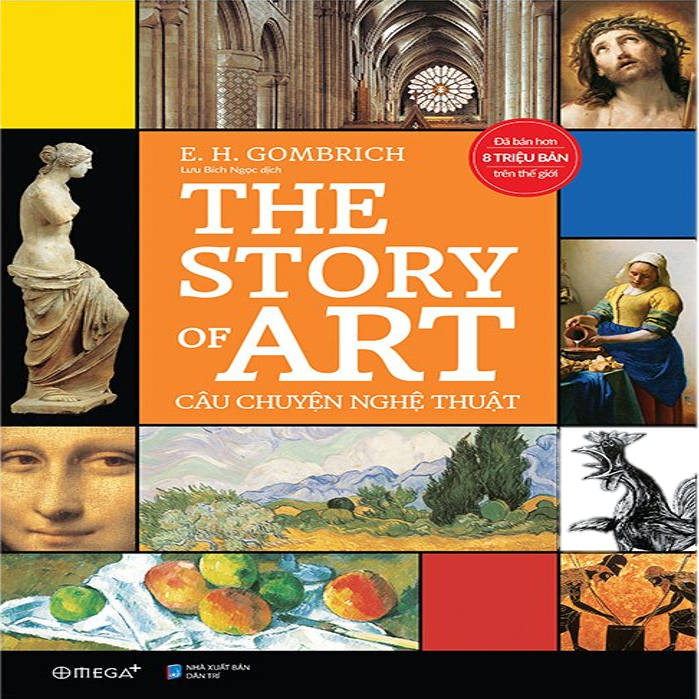 E. H. GOMBRICH
Lưu Bích Ngọc dịch
Đã bán hơn
8 TRIỆU BẢN
trên thế giới
THE
STORY
OF ART
CÂU CHUYỆN NGHỆ THUẬT
OMEGA+
NHÀ XUẤT BẢN
DÂN TRÍ